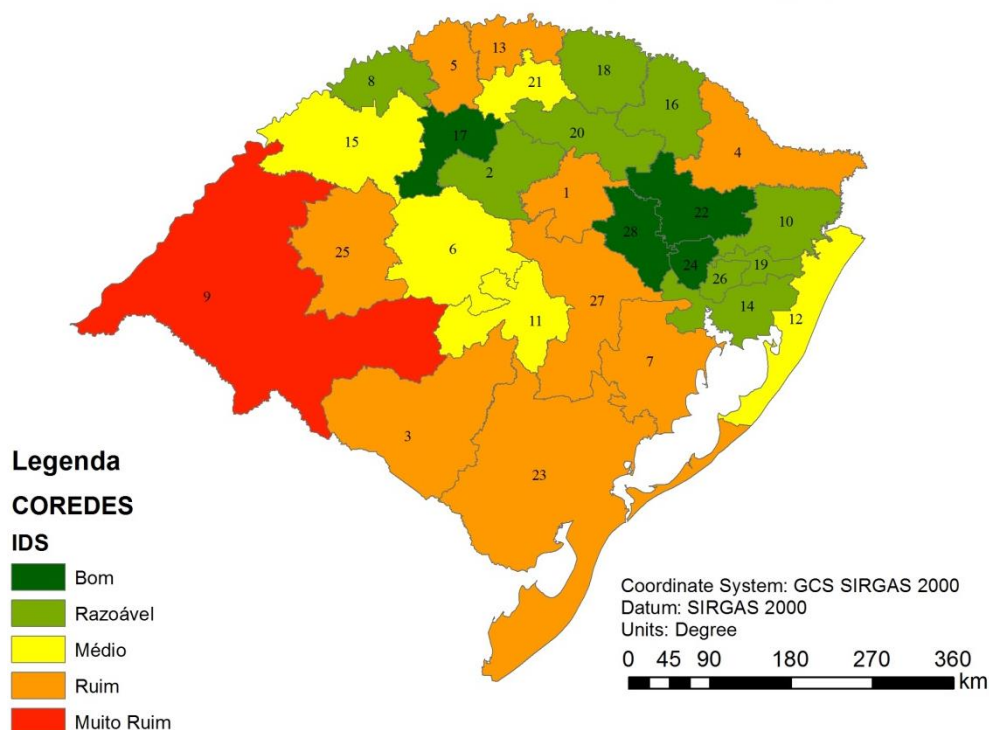 13
5
18
8
21
16
17
20
15
4
2
1
22
10
28
6
25
24
19
26
9
27
14
11
12
7
3
23
Legenda
COREDES
IDS
Bom
Razoável
Médio
Ruim
Muito Ruim
Coordinate System: GCS SIRGAS 2000
Datum: SIRGAS 2000
Units: Degree
0 45 90 180 270 360
km